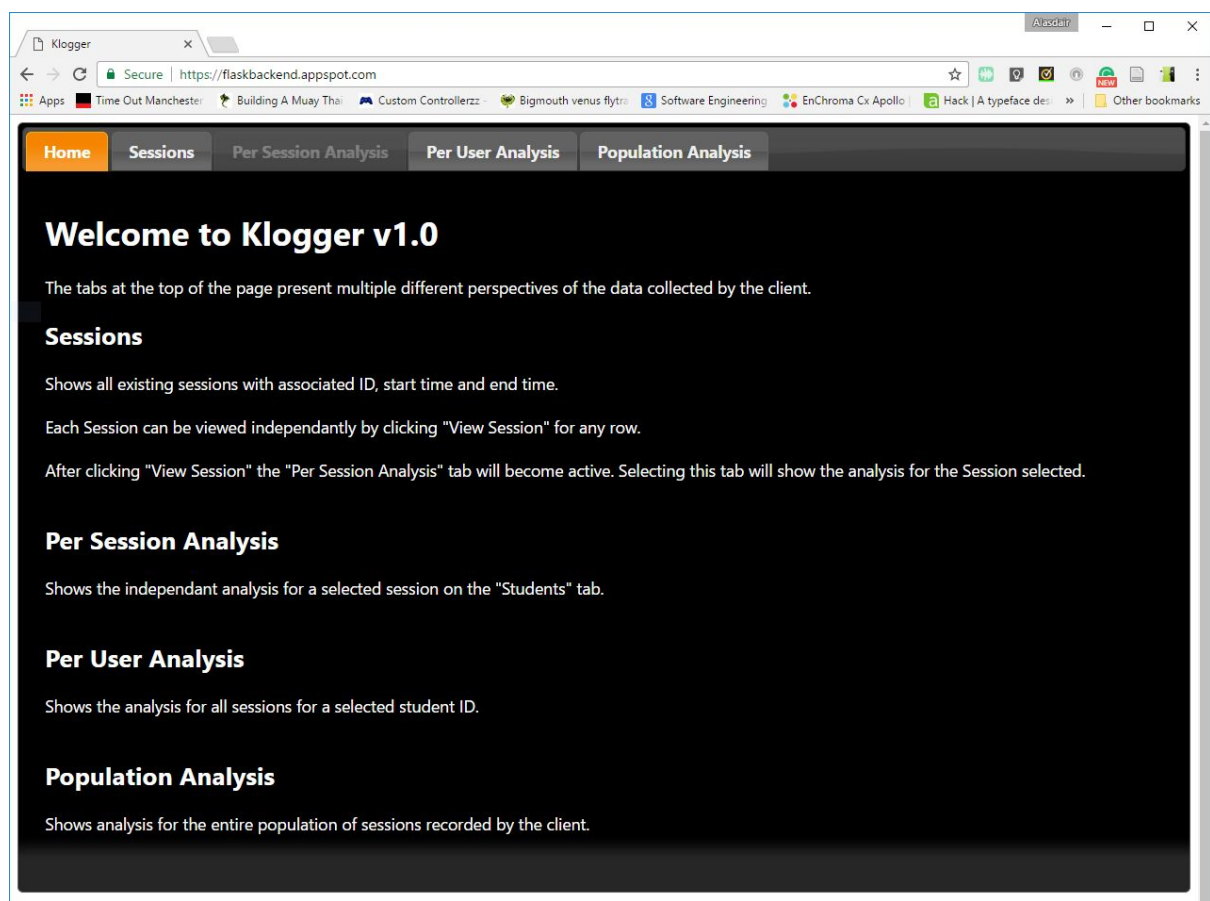 Alasdair
Klogger
Secure | https://flaskbackend.appspot.com
NEW
Apps Time Out Manchester Building A Muay Thai Custom Controllerzz - Bigmouth venus flytra Software Engineering EnChroma Cx Apollo | Hack | A typeface des » Other bookmarks
Home Sessions Per Session Analysis Per User Analysis Population Analysis
Welcome to Klogger v1.0
The tabs at the top of the page present multiple different perspectives of the data collected by the client.
Sessions
Shows all existing sessions with associated ID, start time and end time.
Each Session can be viewed independantly by clicking "View Session" for any row.
After clicking "View Session" the "Per Session Analysis" tab will become active. Selecting this tab will show the analysis for the Session selected.
Per Session Analysis
Shows the independant analysis for a selected session on the "Students" tab.
Per User Analysis
Shows the analysis for all sessions for a selected student ID.
Population Analysis
Shows analysis for the entire population of sessions recorded by the client.